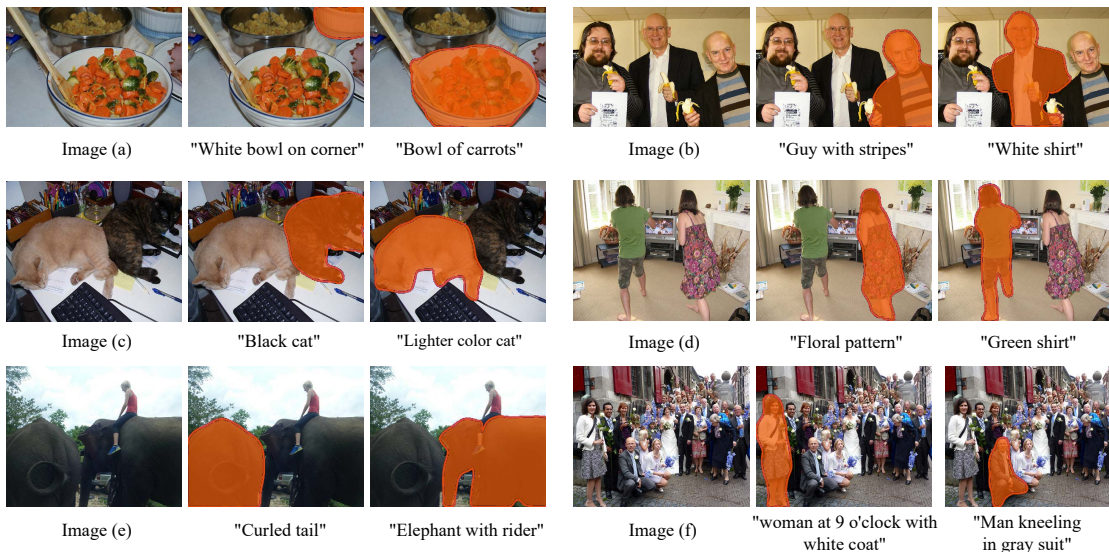 Image (a)
"White bowl on corner"
"Bowl of carrots"
Image (b)
"Guy with stripes"
"White shirt"
Image (c)
"Black cat"
"Lighter color cat"
Image (d)
"Floral pattern"
"Green shirt"
Image (e)
"Curled tail"
"Elephant with rider"
Image (f)
"woman at 9 o'clock with
white coat"
"Man kneeling
in gray suit"